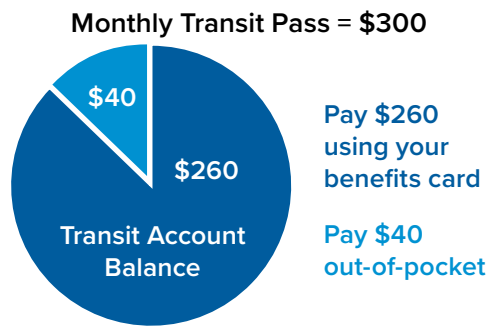 Monthly Transit Pass = $300
$40
$260
Transit Account
Balance
Pay $260
using your
benefits card
Pay $40
out-of-pocket